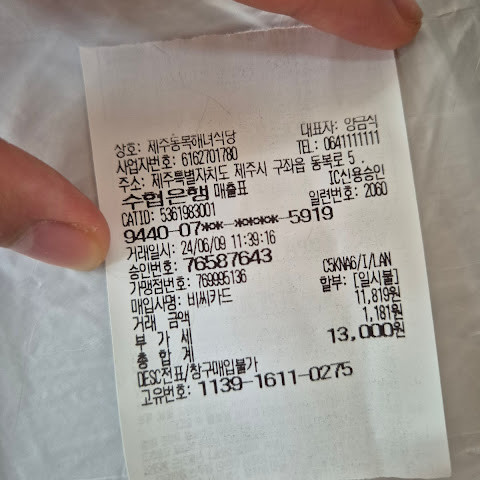 상호: 제주동목해녀식당 대표자: 양금식
사업자번호: 6162701780 TEL: 0641111111
주소: 제주특별자치도 제주시 구좌읍 동복로 5
수협은행 매출표 IC신용승인
CATID: 5361983001 일련번호: 2060
9440-07**-****-5919
거래일시: 24/06/09 11:39:16
승인번호: 76587643
가맹점번호: 769995136 C5KNA6/I/LAN
매입사명: 비씨카드 할부: [일시불]
거래 금액 11,819원
부 가 세 1,181원
총 합 계 13,000원
DESC전표/창구매입불가
고유번호: 1139-1611-0275